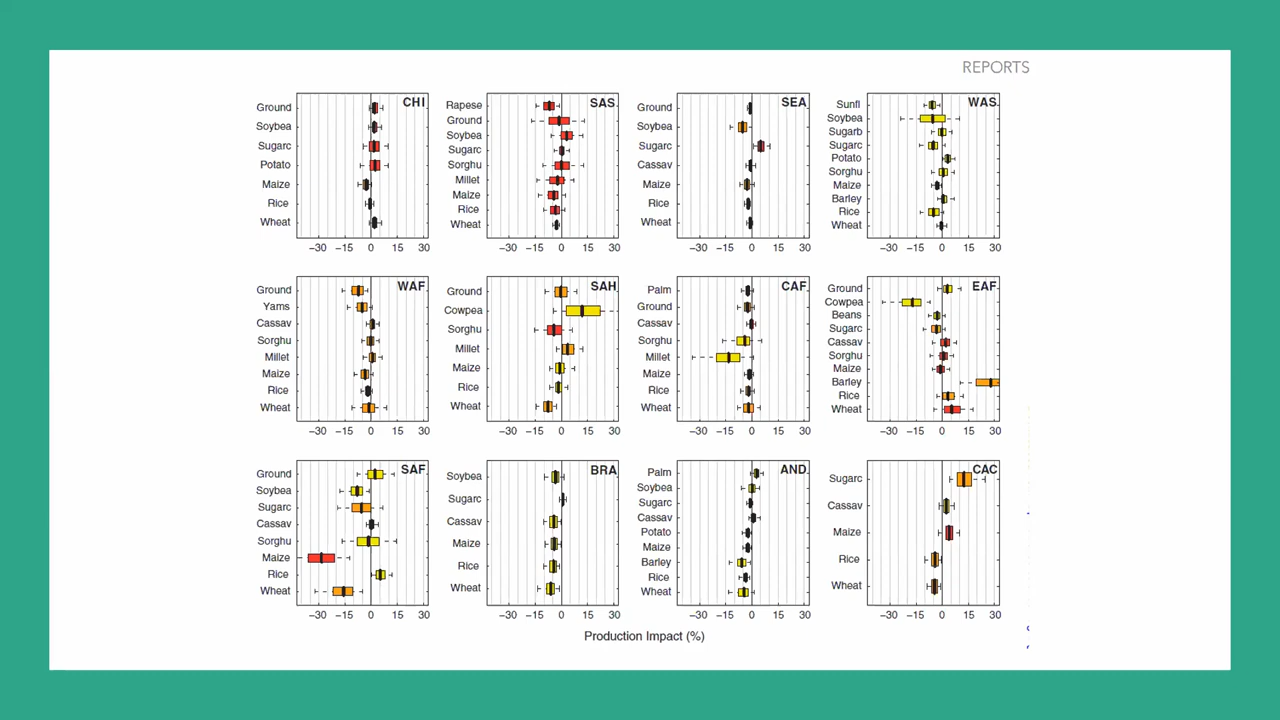 REPORTS
CHI
Ground
Soybea
Sugarc
Potato
Maize
Rice
Wheat
−30 −15 0 15 30
SAS
Rapese
Ground
Soybea
Sugarc
Sorghu
Millet
Maize
Rice
Wheat
−30 −15 0 15 30
SEA
Ground
Soybea
Sugarc
Cassav
Maize
Rice
Wheat
−30 −15 0 15 30
WAS
Sunfl
Soybea
Sugarb
Sugarc
Potato
Sorghu
Maize
Barley
Rice
Wheat
−30 −15 0 15 30
WAF
Ground
Yams
Cassav
Sorghu
Millet
Maize
Rice
Wheat
−30 −15 0 15 30
SAH
Ground
Cowpea
Sorghu
Millet
Maize
Rice
Wheat
−30 −15 0 15 30
CAF
Palm
Ground
Cassav
Sorghu
Millet
Maize
Rice
Wheat
−30 −15 0 15 30
EAF
Ground
Cowpea
Beans
Sugarc
Cassav
Sorghu
Maize
Barley
Rice
Wheat
−30 −15 0 15 30
SAF
Ground
Soybea
Sugarc
Cassav
Sorghu
Maize
Rice
Wheat
−30 −15 0 15 30
BRA
Soybea
Sugarc
Cassav
Maize
Rice
Wheat
−30 −15 0 15 30
AND
Palm
Soybea
Sugarc
Cassav
Potato
Maize
Barley
Rice
Wheat
−30 −15 0 15 30
CAC
Sugarc
Cassav
Maize
Rice
Wheat
−30 −15 0 15 30
Production Impact (%)